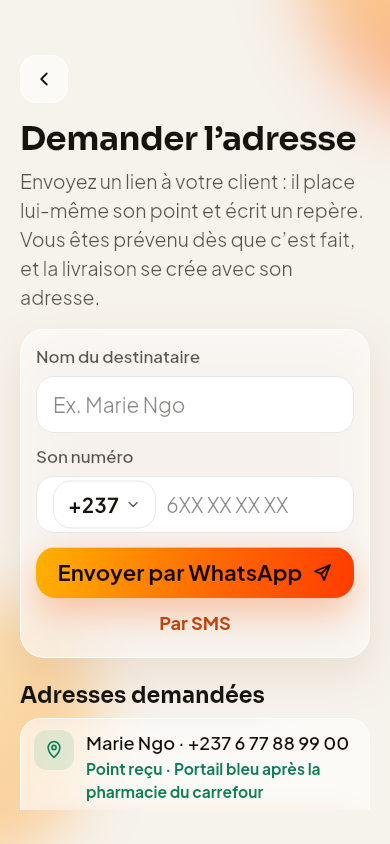 Demander l’adresse
Envoyez un lien à votre client : il place
lui-même son point et écrit un repère.
Vous êtes prévenu dès que c’est fait,
et la livraison se crée avec son
adresse.
Nom du destinataire
Ex. Marie Ngo
Son numéro
+237 6XX XX XX XX
Envoyer par WhatsApp
Par SMS
Adresses demandées
Marie Ngo · +237 6 77 88 99 00
Point reçu · Portail bleu après la
pharmacie du carrefour